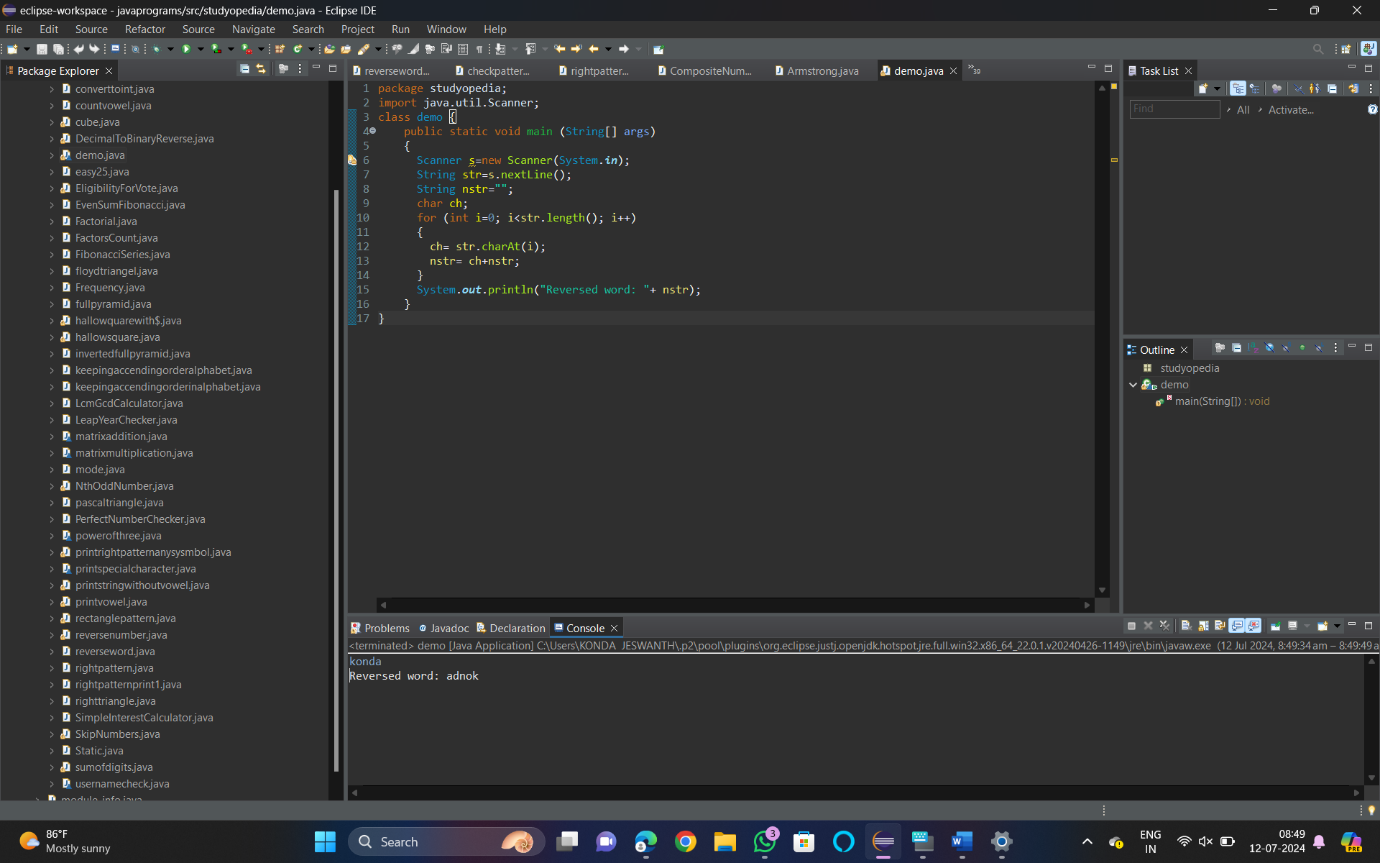 eclipse-workspace - javaprograms/src/studyopedia/demo.java - Eclipse IDE
File Edit Source Refactor Source Navigate Search Project Run Window Help
Package Explorer
converttoint.java
countvowel.java
cube.java
DecimalToBinaryReverse.java
demo.java
easy25.java
EligibilityForVote.java
EvenSumFibonacci.java
Factorial.java
FactorsCount.java
FibonacciSeries.java
floydtriangel.java
Frequency.java
fullpyramid.java
hallowquarewith$.java
hallowsquare.java
invertedfullpyramid.java
keepingaccendingorderalphabet.java
keepingaccendingorderinalphabet.java
LcmGcdCalculator.java
LeapYearChecker.java
matrixaddition.java
matrixmultiplication.java
mode.java
NthOddNumber.java
pascaltriangle.java
PerfectNumberChecker.java
powerofthree.java
printrightpatternanysysmbol.java
printspecialcharacter.java
printstringwithoutvowel.java
printvowel.java
rectanglepattern.java
reversenumber.java
reverseword.java
rightpattern.java
rightpatternprint1.java
righttriangle.java
SimpleInterestCalculator.java
SkipNumbers.java
Static.java
sumofdigits.java
usernamecheck.java
module-info.java
reverseword... checkpatter... rightpatter... CompositeNum... Armstrong.java demo.java »10
1 package studyopedia;
2 import java.util.Scanner;
3 class demo {
4 public static void main (String[] args)
5 {
6 Scanner s=new Scanner(System.in);
7 String str=s.nextLine();
8 String nstr="";
9 char ch;
10 for (int i=0; i<str.length(); i++)
11 {
12 ch= str.charAt(i);
13 nstr= ch+nstr;
14 }
15 System.out.println("Reversed word: "+ nstr);
16 }
17 }
Task List
Find All Activate...
Outline
studyopedia
demo
main(String[]) : void
Problems Javadoc Declaration Console
<terminated> demo [Java Application] C:\Users\KONDA JESWANTH\.p2\pool\plugins\org.eclipse.justj.openjdk.hotspot.jre.full.win32.x86_64_22.0.1.v20240426-1149\jre\bin\javaw.exe (12 Jul 2024, 8:49:34 am – 8:49:49 a
konda
Reversed word: adnok
86°F
Mostly sunny
Search
3
PRE
ENG
IN
08:49
12-07-2024